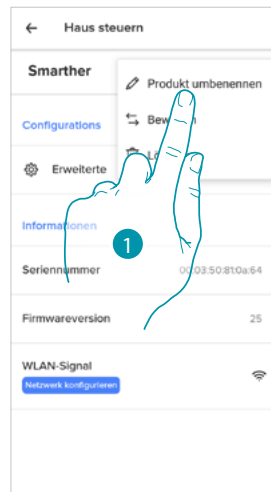 Haus steuern
Smarther
Produkt umbenennen
Configurations
Erweiterte
Informationen
1
Seriennummer
00:03:50:81:0a:64
Firmwareversion
25
WLAN-Signal
Netzwerk konfigurieren